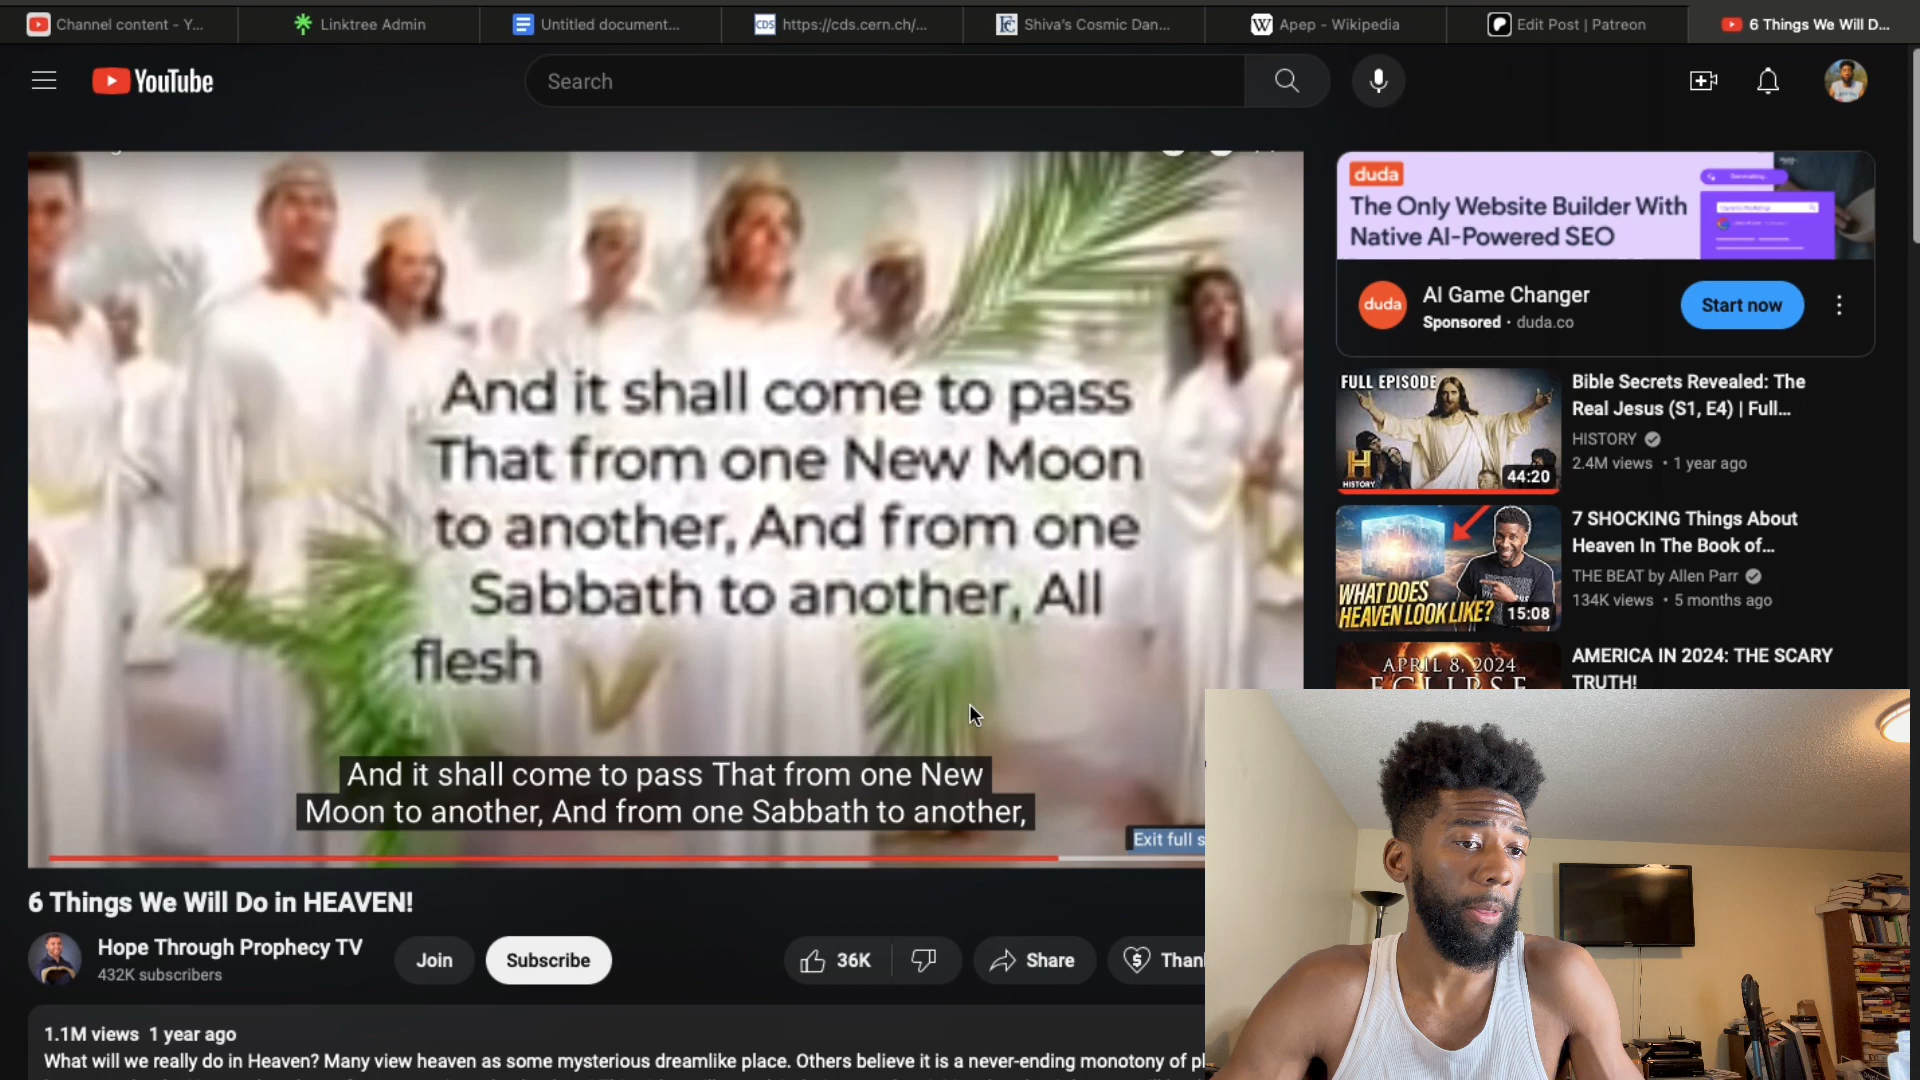 Channel content - Y...
Linktree Admin
Untitled document...
CDS
https://cds.cern.ch/...
Shiva's Cosmic Dan...
W
Apep - Wikipedia
Edit Post | Patreon
6 Things We Will D...
YouTube
Search
And it shall come to pass
That from one New Moon
to another, And from one
Sabbath to another, All
flesh
And it shall come to pass That from one New
Moon to another, And from one Sabbath to another,
Exit full s
6 Things We Will Do in HEAVEN!
Hope Through Prophecy TV
432K subscribers
Join
Subscribe
36K
Share
Than
1.1M views 1 year ago
What will we really do in Heaven? Many view heaven as some mysterious dreamlike place. Others believe it is a never-ending monotony of pl
duda
The Only Website Builder With
Native AI-Powered SEO
duda
AI Game Changer
Sponsored · duda.co
Start now
FULL EPISODE
H
HISTORY
44:20
Bible Secrets Revealed: The
Real Jesus (S1, E4) | Full...
HISTORY
2.4M views • 1 year ago
WHAT DOES
HEAVEN LOOK LIKE?
15:08
7 SHOCKING Things About
Heaven In The Book of...
THE BEAT by Allen Parr
134K views • 5 months ago
APRIL 8, 2024
ECLIPSE
AMERICA IN 2024: THE SCARY
TRUTH!